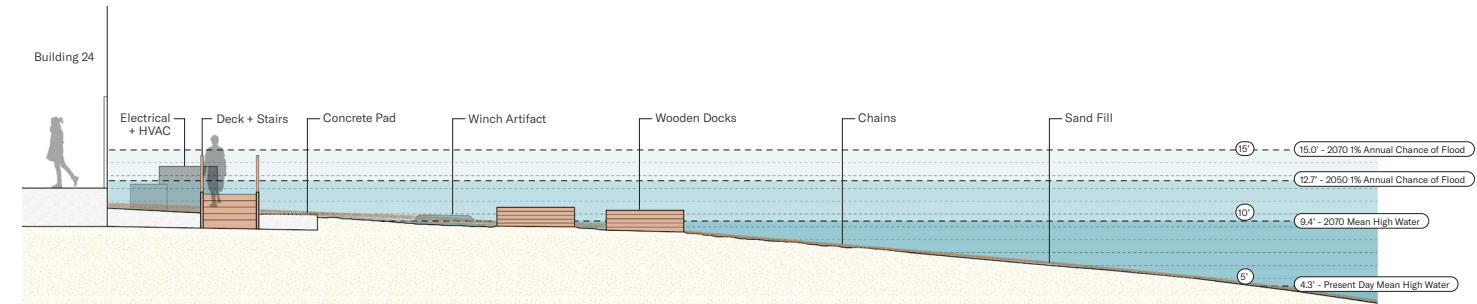 Building 24
Electrical
+ HVAC
Deck + Stairs
Concrete Pad
Winch Artifact
Wooden Docks
Chains
Sand Fill
15'
15.0' - 2070 1% Annual Chance of Flood
12.7' - 2050 1% Annual Chance of Flood
10'
9.4' - 2070 Mean High Water
5'
4.3' - Present Day Mean High Water